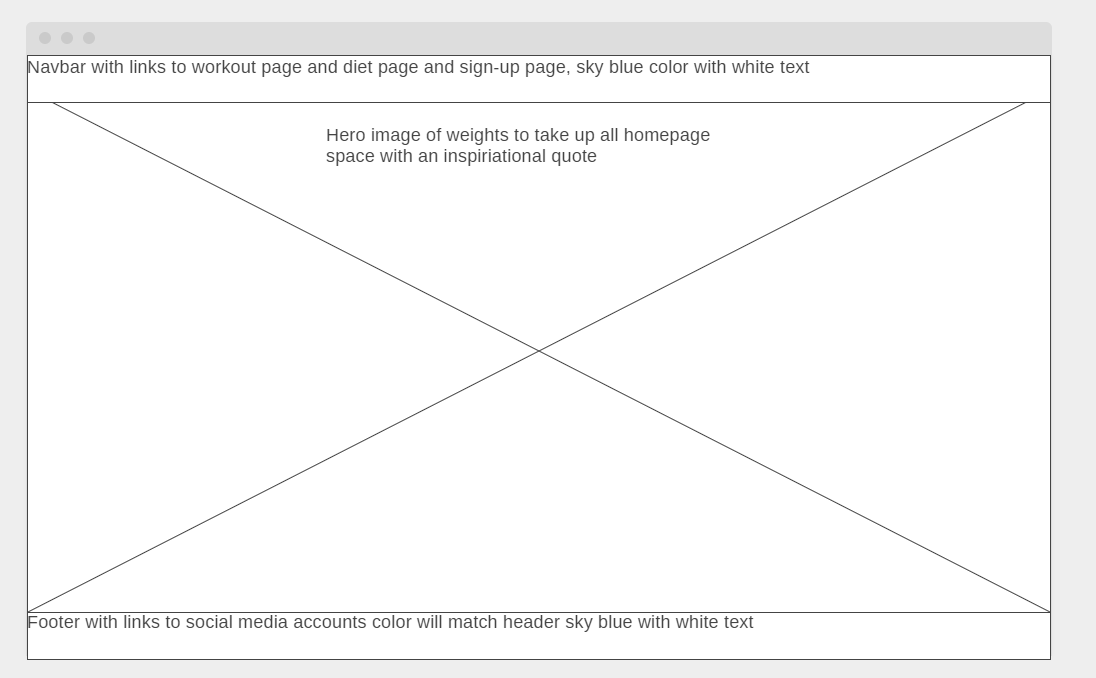 Navbar with links to workout page and diet page and sign-up page, sky blue color with white text
Hero image of weights to take up all homepage
space with an inspiriational quote
Footer with links to social media accounts color will match header sky blue with white text